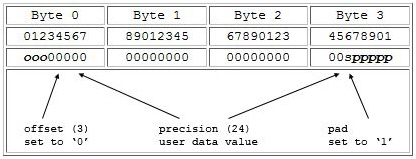 Byte 0 Byte 1 Byte 2 Byte 3
01234567 89012345 67890123 45678901
ooo00000 00000000 00000000 00sppppp
offset (3) precision (24) pad
set to ‘0’ user data value set to ‘1’